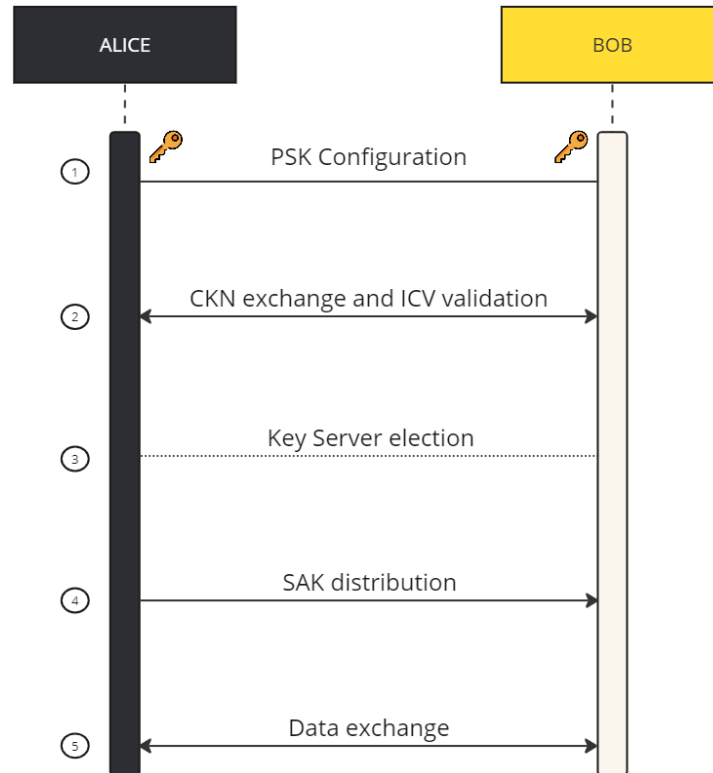 ALICE
BOB
1
PSK Configuration
2
CKN exchange and ICV validation
3
Key Server election
4
SAK distribution
5
Data exchange